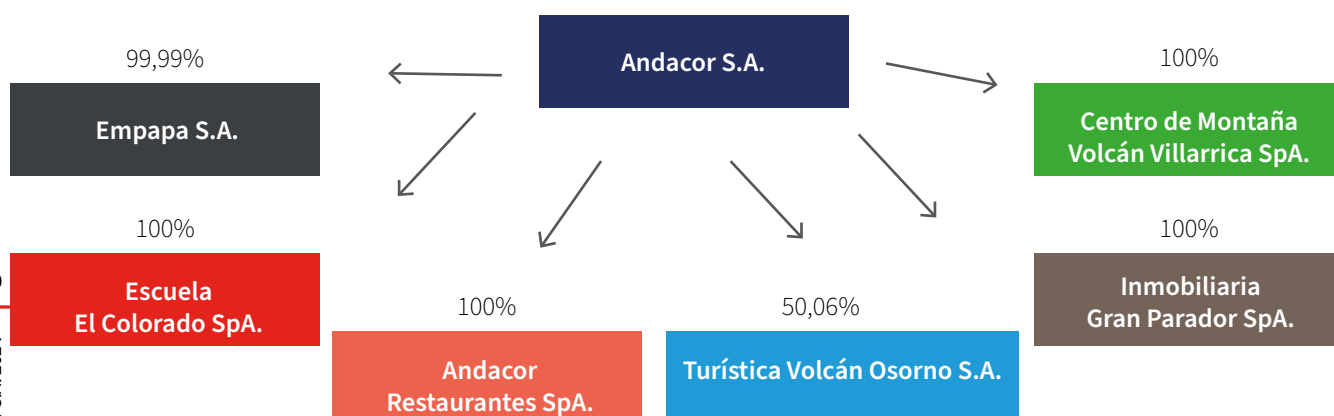 Andacor S.A.
99,99%
Empapa S.A.
100%
Centro de Montaña
Volcán Villarrica SpA.
100%
Escuela
El Colorado SpA.
100%
Inmobiliaria
Gran Parador SpA.
100%
Andacor
Restaurantes SpA.
50,06%
Turística Volcán Osorno S.A.